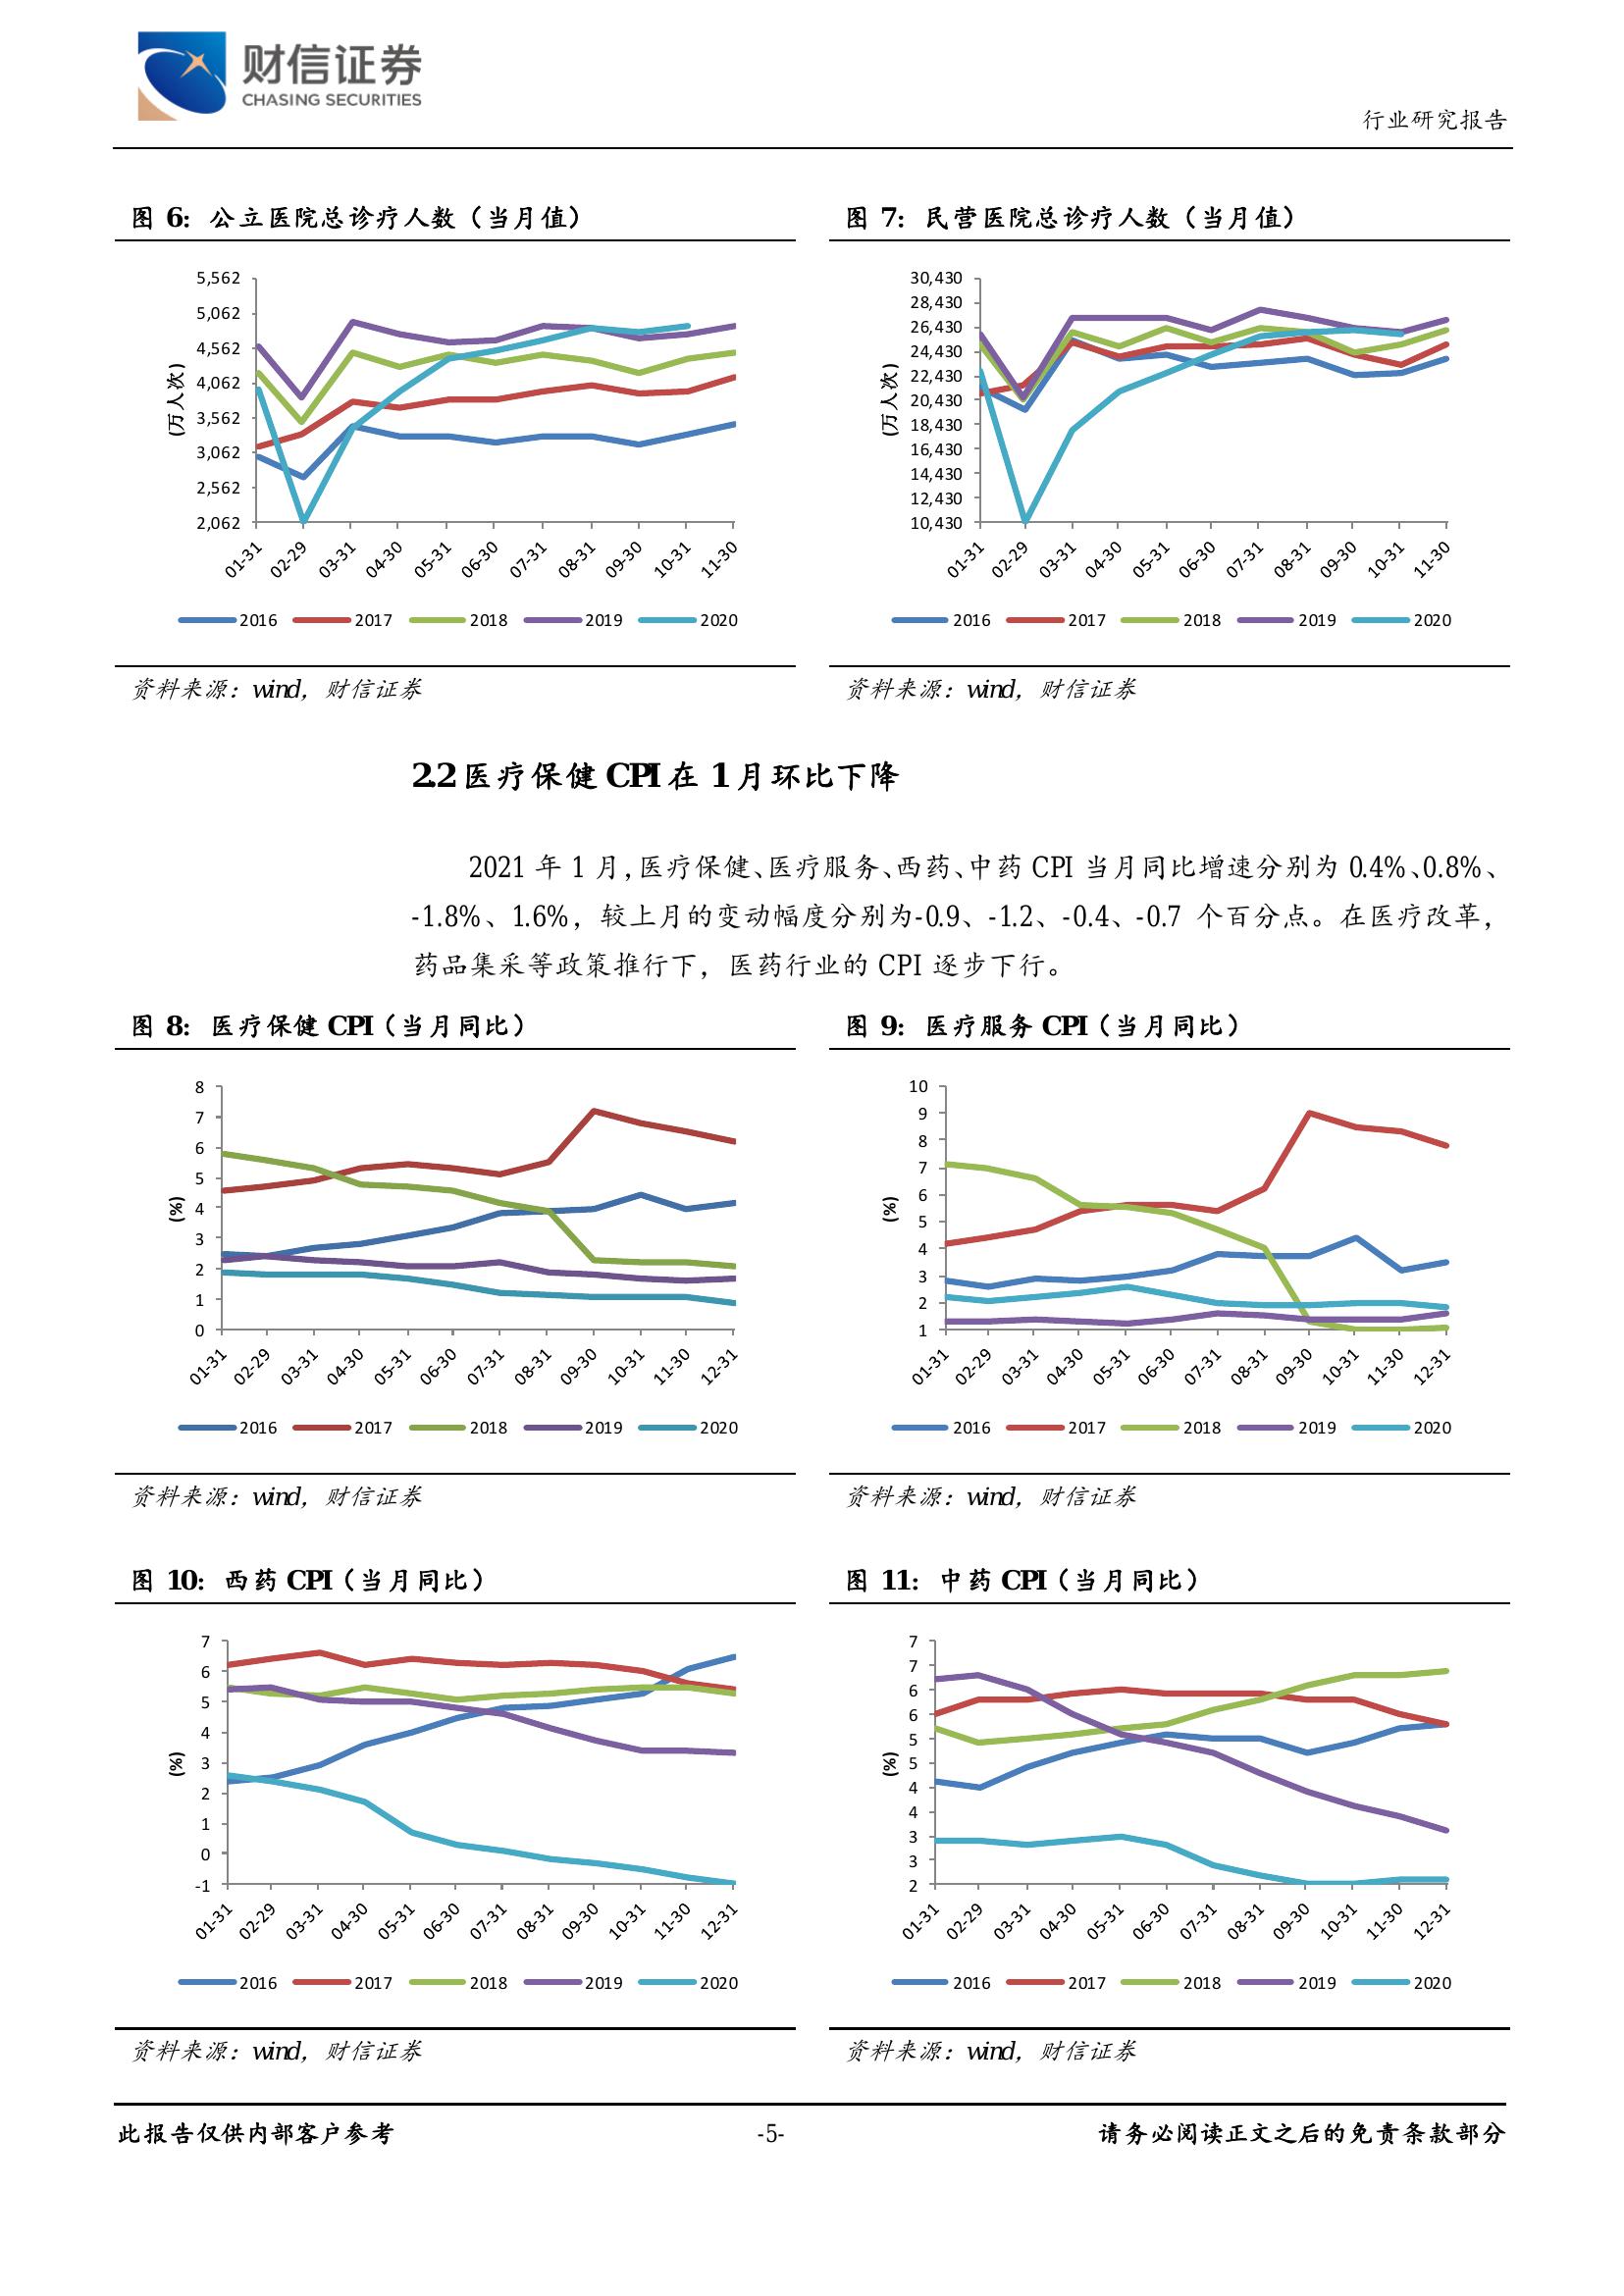 财信证券
CHASING SECURITIES
行业研究报告
图 6：公立医院总诊疗人数（当月值）
5,562
5,062
4,562
4,062
3,562
3,062
2,562
2,062
(万人次)
01-31 02-29 03-31 04-30 05-31 06-30 07-31 08-31 09-30 10-31 11-30
2016 2017 2018 2019 2020
资料来源：wind，财信证券
图 7：民营医院总诊疗人数（当月值）
30,430
28,430
26,430
24,430
22,430
20,430
18,430
16,430
14,430
12,430
10,430
(万人次)
01-31 02-29 03-31 04-30 05-31 06-30 07-31 08-31 09-30 10-31 11-30
2016 2017 2018 2019 2020
资料来源：wind，财信证券
2.2 医疗保健 CPI 在 1 月环比下降
2021 年 1 月，医疗保健、医疗服务、西药、中药 CPI 当月同比增速分别为 0.4%、0.8%、
-1.8%、1.6%，较上月的变动幅度分别为-0.9、-1.2、-0.4、-0.7 个百分点。在医疗改革，
药品集采等政策推行下，医药行业的 CPI 逐步下行。
图 8：医疗保健 CPI（当月同比）
8
7
6
5
4
3
2
1
0
(%)
01-31 02-29 03-31 04-30 05-31 06-30 07-31 08-31 09-30 10-31 11-30 12-31
2016 2017 2018 2019 2020
资料来源：wind，财信证券
图 9：医疗服务 CPI（当月同比）
10
9
8
7
6
5
4
3
2
1
(%)
01-31 02-29 03-31 04-30 05-31 06-30 07-31 08-31 09-30 10-31 11-30 12-31
2016 2017 2018 2019 2020
资料来源：wind，财信证券
图 10：西药 CPI（当月同比）
7
6
5
4
3
2
1
0
-1
(%)
01-31 02-29 03-31 04-30 05-31 06-30 07-31 08-31 09-30 10-31 11-30 12-31
2016 2017 2018 2019 2020
资料来源：wind，财信证券
图 11：中药 CPI（当月同比）
7
7
6
6
5
5
4
4
3
3
2
(%)
01-31 02-29 03-31 04-30 05-31 06-30 07-31 08-31 09-30 10-31 11-30 12-31
2016 2017 2018 2019 2020
资料来源：wind，财信证券
此报告仅供内部客户参考
-5-
请务必阅读正文之后的免责条款部分